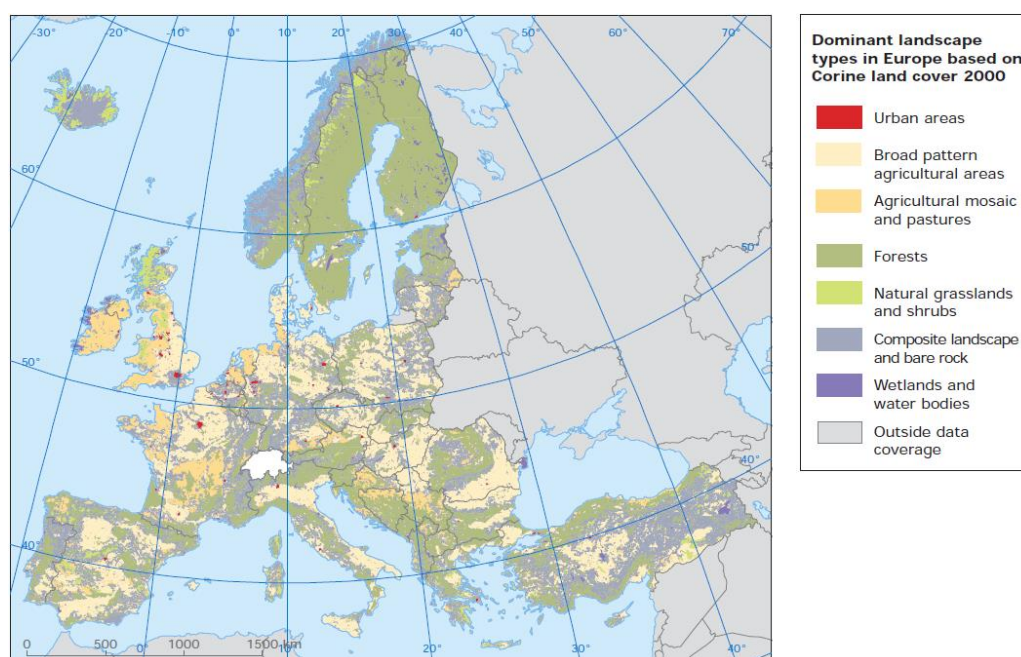 -30° -20° -10° 0° 10° 20° 30° 40° 50° 60° 70°
60°
50°
50°
40°
40°
0 500 1000 1500 km
0° 10° 20° 30° 40°
Dominant landscape
types in Europe based on
Corine land cover 2000
Urban areas
Broad pattern
agricultural areas
Agricultural mosaic
and pastures
Forests
Natural grasslands
and shrubs
Composite landscape
and bare rock
Wetlands and
water bodies
Outside data
coverage